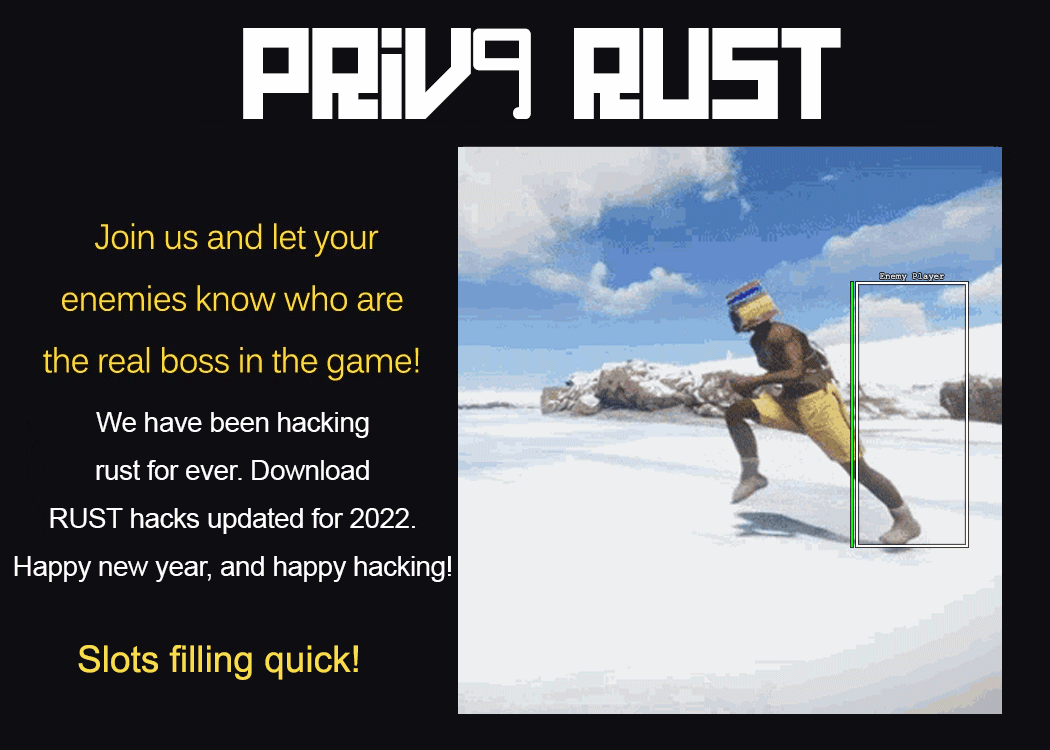 PRiV9 RUST
Join us and let your
enemies know who are
the real boss in the game!
We have been hacking
rust for ever. Download
RUST hacks updated for 2022.
Happy new year, and happy hacking!
Slots filling quick!
Enemy Player